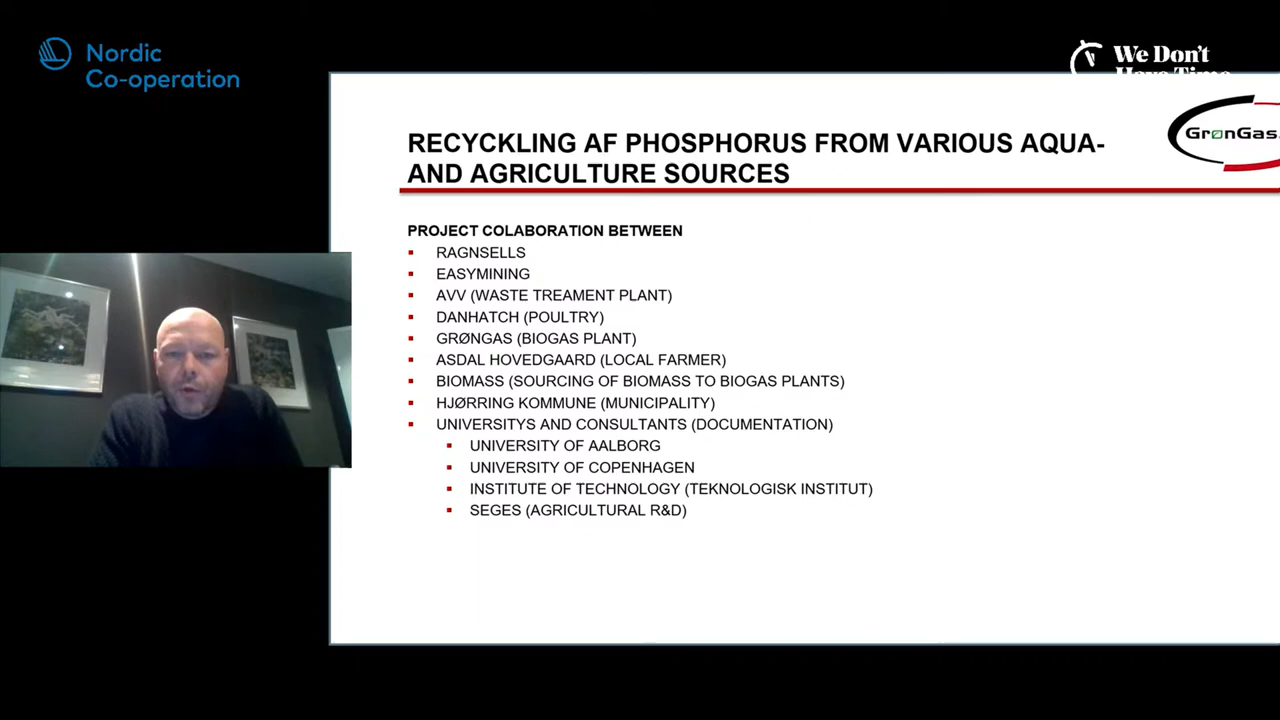 Nordic
Co-operation
We Don't
Have Time
GrønGas
RECYCKLING AF PHOSPHORUS FROM VARIOUS AQUA-
AND AGRICULTURE SOURCES
PROJECT COLABORATION BETWEEN
RAGNSELLS
EASYMINING
AVV (WASTE TREAMENT PLANT)
DANHATCH (POULTRY)
GRØNGAS (BIOGAS PLANT)
ASDAL HOVEDGAARD (LOCAL FARMER)
BIOMASS (SOURCING OF BIOMASS TO BIOGAS PLANTS)
HJØRRING KOMMUNE (MUNICIPALITY)
UNIVERSITYS AND CONSULTANTS (DOCUMENTATION)
UNIVERSITY OF AALBORG
UNIVERSITY OF COPENHAGEN
INSTITUTE OF TECHNOLOGY (TEKNOLOGISK INSTITUT)
SEGES (AGRICULTURAL R&D)